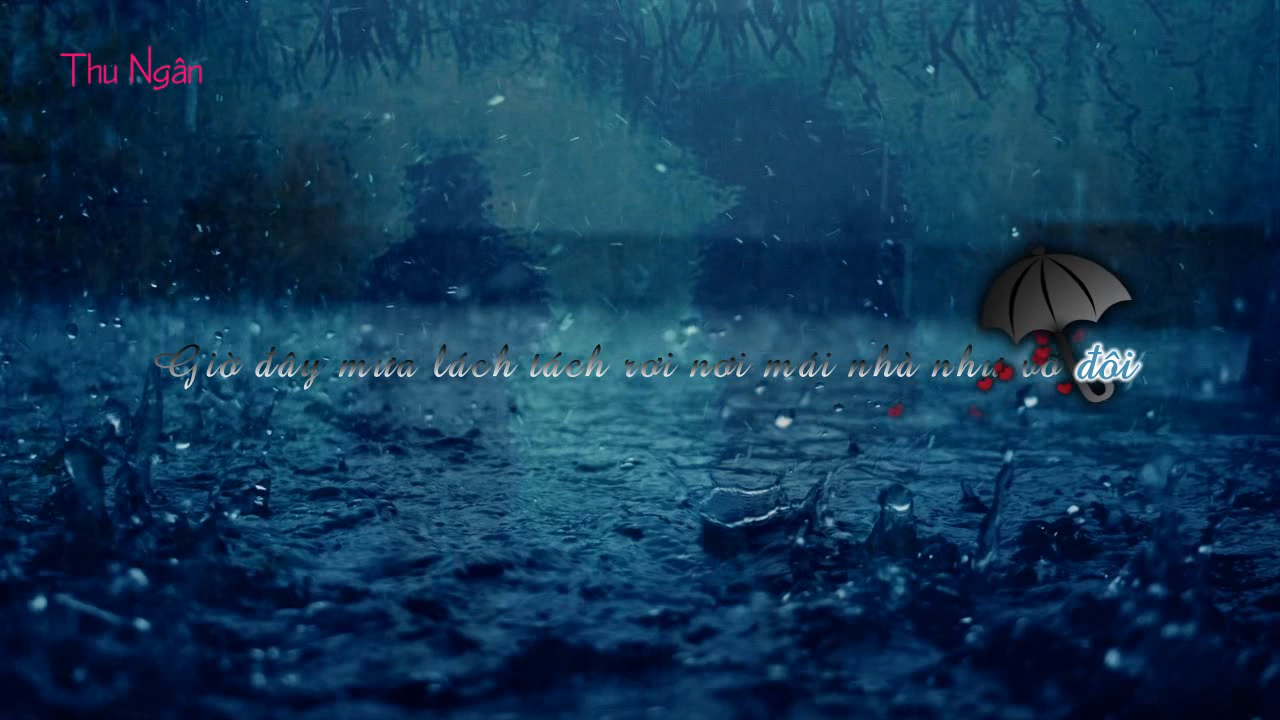 Thu Ngân
Giờ đây mưa lách tách rơi nơi mái nhà như vỡ đôi